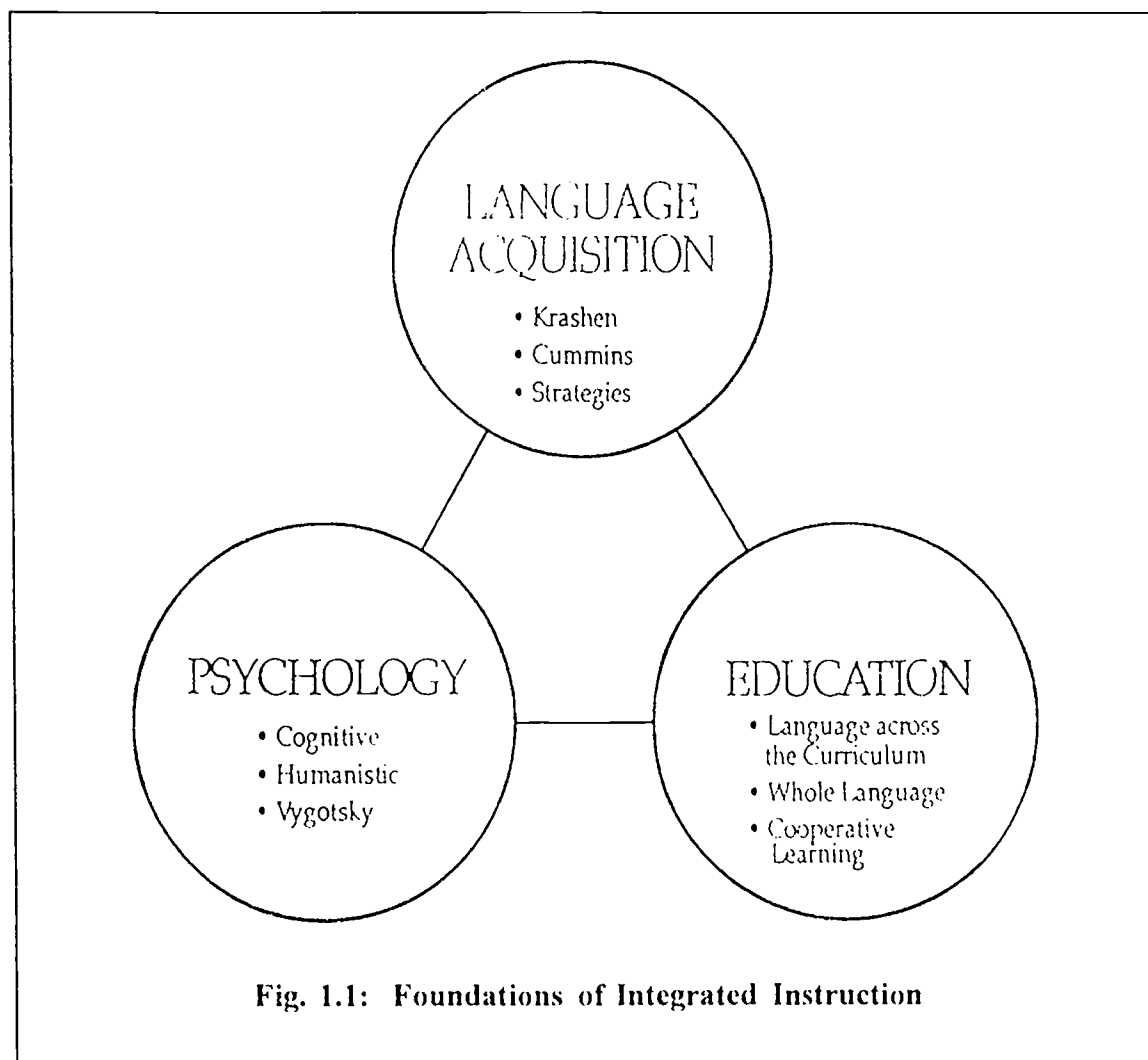 LANGUAGE
ACQUISITION
• Krashen
• Cummins
• Strategies
PSYCHOLOGY
• Cognitive
• Humanistic
• Vygotsky
EDUCATION
• Language across
the Curriculum
• Whole Language
• Cooperative
Learning
Fig. 1.1: Foundations of Integrated Instruction